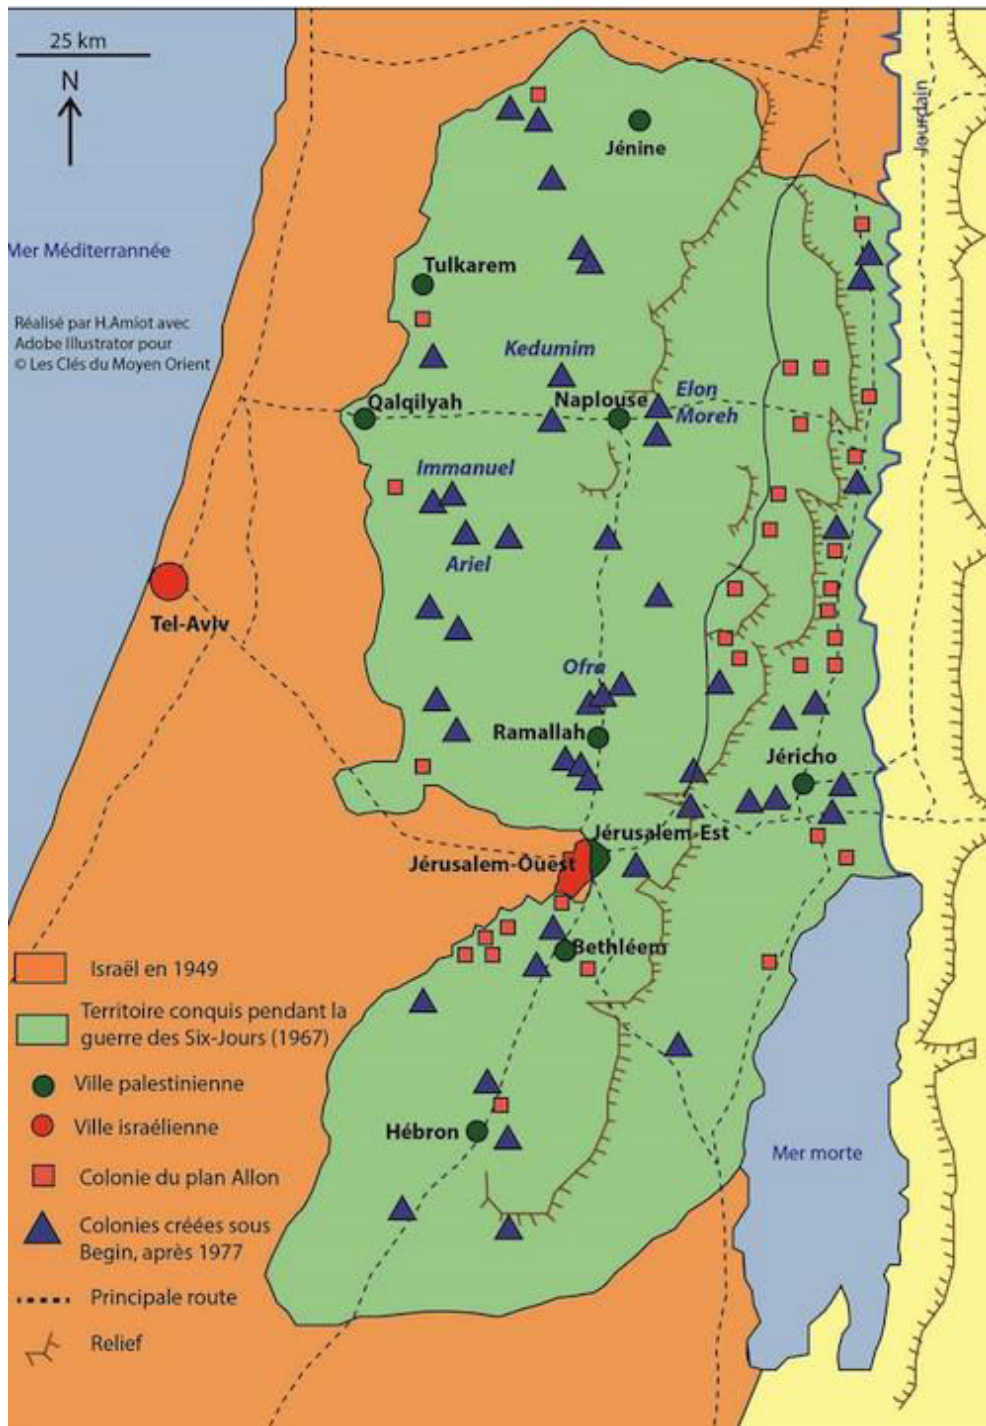 25 km
N
Jourdain
Jénine
Mer Méditerrannée
Tulkarem
Réalisé par H.Amiot avec
Adobe Illustrator pour
© Les Clés du Moyen Orient
Kedumim
Elon
Moreh
Qalqilyah
Naplouse
Immanuel
Ariel
Tel-Aviv
Ofra
Ramallah
Jéricho
Jérusalem-Est
Jérusalem-Ouest
Bethléem
Israël en 1949
Territoire conquis pendant la
guerre des Six-Jours (1967)
Ville palestinienne
Ville israélienne
Hébron
Mer morte
Colonie du plan Allon
Colonies créées sous
Begin, après 1977
Principale route
Relief